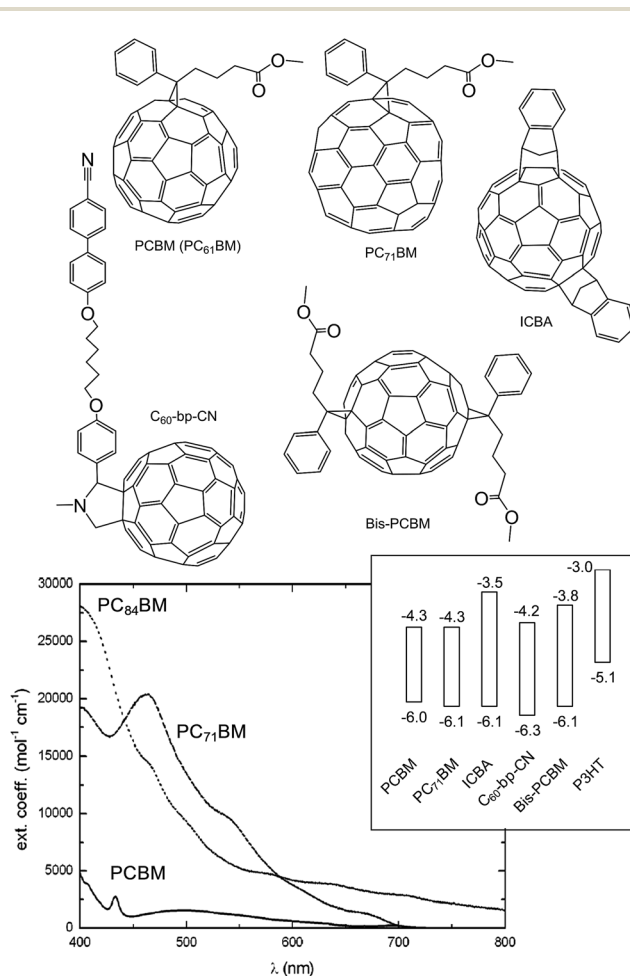 O
O
O
O
PCBM (PC₆₁BM)
PC₇₁BM
ICBA
N
O
O
C₆₀-bp-CN
N
O
O
O
O
Bis-PCBM
PC₈₄BM
PC₇₁BM
PCBM
30000
25000
20000
15000
10000
5000
0
ext. coeff. (mol⁻¹ cm⁻¹)
400 500 600 700 800
λ (nm)
-4.3 -4.3 -3.5 -4.2 -3.8 -3.0
-6.0 -6.1 -6.1 -6.3 -6.1 -5.1
PCBM PC₇₁BM ICBA C₆₀-bp-CN Bis-PCBM P3HT